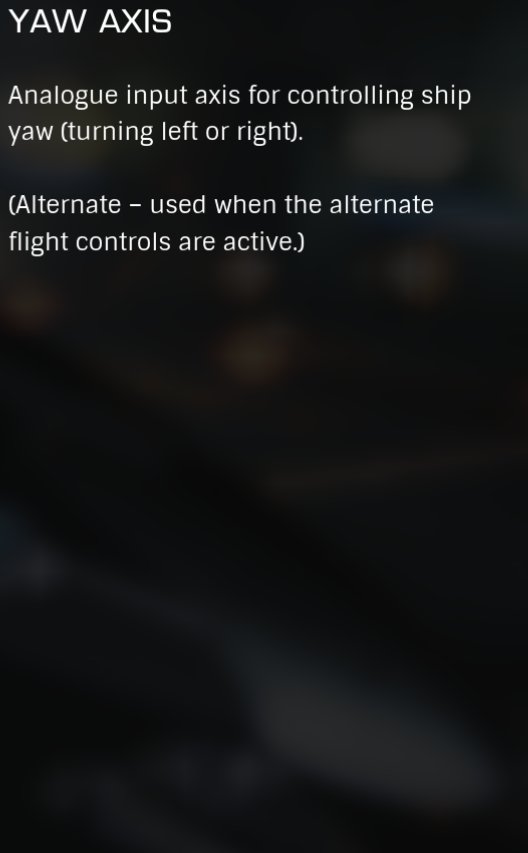 YAW AXIS
Analogue input axis for controlling ship
yaw (turning left or right).
(Alternate – used when the alternate
flight controls are active.)